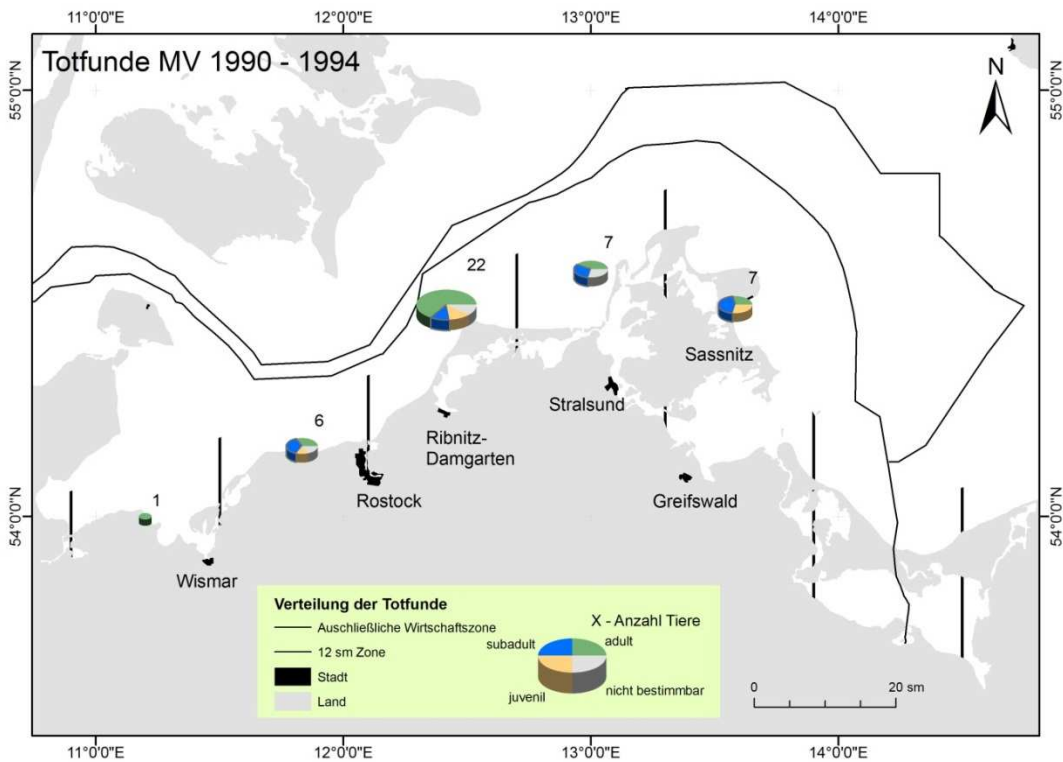 11°0'0"E 12°0'0"E 13°0'0"E 14°0'0"E
Totfunde MV 1990 - 1994
N
55°0'0"N
55°0'0"N
7
22
7
Sassnitz
Stralsund
6
Ribnitz-
Damgarten
Rostock
Greifswald
1
54°0'0"N
54°0'0"N
Wismar
Verteilung der Totfunde
Auschließliche Wirtschaftszone
12 sm Zone
Stadt
Land
X - Anzahl Tiere
subadult
adult
juvenil
nicht bestimmbar
0 20 sm
11°0'0"E 12°0'0"E 13°0'0"E 14°0'0"E